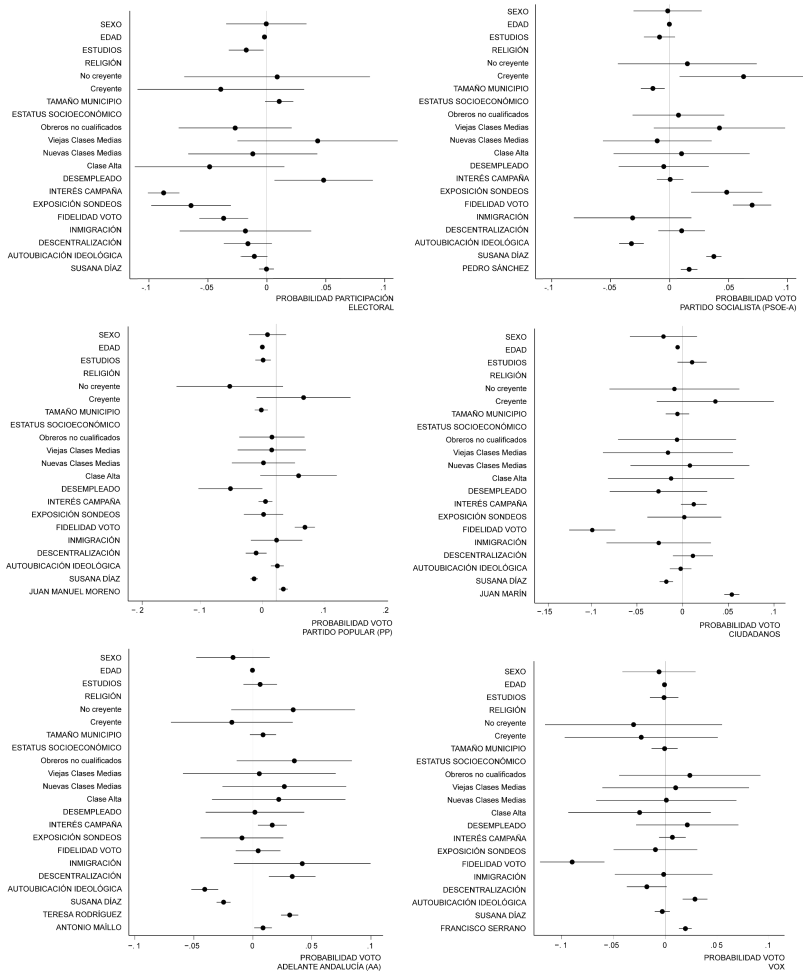 SEXO
EDAD
ESTUDIOS
RELIGIÓN
No creyente
Creyente
TAMAÑO MUNICIPIO
ESTATUS SOCIOECONÓMICO
Obreros no cualificados
Viejas Clases Medias
Nuevas Clases Medias
Clase Alta
DESEMPLEADO
INTERÉS CAMPAÑA
EXPOSICIÓN SONDEOS
FIDELIDAD VOTO
INMIGRACIÓN
DESCENTRALIZACIÓN
AUTOUBICACIÓN IDEOLÓGICA
SUSANA DÍAZ
-.1 -.05 0 .05 .1
PROBABILIDAD PARTICIPACIÓN
ELECTORAL
SEXO
EDAD
ESTUDIOS
RELIGIÓN
No creyente
Creyente
TAMAÑO MUNICIPIO
ESTATUS SOCIOECONÓMICO
Obreros no cualificados
Viejas Clases Medias
Nuevas Clases Medias
Clase Alta
DESEMPLEADO
INTERÉS CAMPAÑA
EXPOSICIÓN SONDEOS
FIDELIDAD VOTO
INMIGRACIÓN
DESCENTRALIZACIÓN
AUTOUBICACIÓN IDEOLÓGICA
SUSANA DÍAZ
PEDRO SÁNCHEZ
-.1 -.05 0 .05 .1
PROBABILIDAD VOTO
PARTIDO SOCIALISTA (PSOE-A)
SEXO
EDAD
ESTUDIOS
RELIGIÓN
No creyente
Creyente
TAMAÑO MUNICIPIO
ESTATUS SOCIOECONÓMICO
Obreros no cualificados
Viejas Clases Medias
Nuevas Clases Medias
Clase Alta
DESEMPLEADO
INTERÉS CAMPAÑA
EXPOSICIÓN SONDEOS
FIDELIDAD VOTO
INMIGRACIÓN
DESCENTRALIZACIÓN
AUTOUBICACIÓN IDEOLÓGICA
SUSANA DÍAZ
JUAN MANUEL MORENO
-.2 -.1 0 .1 .2
PROBABILIDAD VOTO
PARTIDO POPULAR (PP)
SEXO
EDAD
ESTUDIOS
RELIGIÓN
No creyente
Creyente
TAMAÑO MUNICIPIO
ESTATUS SOCIOECONÓMICO
Obreros no cualificados
Viejas Clases Medias
Nuevas Clases Medias
Clase Alta
DESEMPLEADO
INTERÉS CAMPAÑA
EXPOSICIÓN SONDEOS
FIDELIDAD VOTO
INMIGRACIÓN
DESCENTRALIZACIÓN
AUTOUBICACIÓN IDEOLÓGICA
SUSANA DÍAZ
JUAN MARÍN
-.15 -.1 -.05 0 .05 .1
PROBABILIDAD VOTO
CIUDADANOS
SEXO
EDAD
ESTUDIOS
RELIGIÓN
No creyente
Creyente
TAMAÑO MUNICIPIO
ESTATUS SOCIOECONÓMICO
Obreros no cualificados
Viejas Clases Medias
Nuevas Clases Medias
Clase Alta
DESEMPLEADO
INTERÉS CAMPAÑA
EXPOSICIÓN SONDEOS
FIDELIDAD VOTO
INMIGRACIÓN
DESCENTRALIZACIÓN
AUTOUBICACIÓN IDEOLÓGICA
SUSANA DÍAZ
TERESA RODRÍGUEZ
ANTONIO MAÍLLO
-.1 -.05 0 .05 .1
PROBABILIDAD VOTO
ADELANTE ANDALUCÍA (AA)
SEXO
EDAD
ESTUDIOS
RELIGIÓN
No creyente
Creyente
TAMAÑO MUNICIPIO
ESTATUS SOCIOECONÓMICO
Obreros no cualificados
Viejas Clases Medias
Nuevas Clases Medias
Clase Alta
DESEMPLEADO
INTERÉS CAMPAÑA
EXPOSICIÓN SONDEOS
FIDELIDAD VOTO
INMIGRACIÓN
DESCENTRALIZACIÓN
AUTOUBICACIÓN IDEOLÓGICA
SUSANA DÍAZ
FRANCISCO SERRANO
-.1 -.05 0 .05 .1
PROBABILIDAD VOTO
VOX